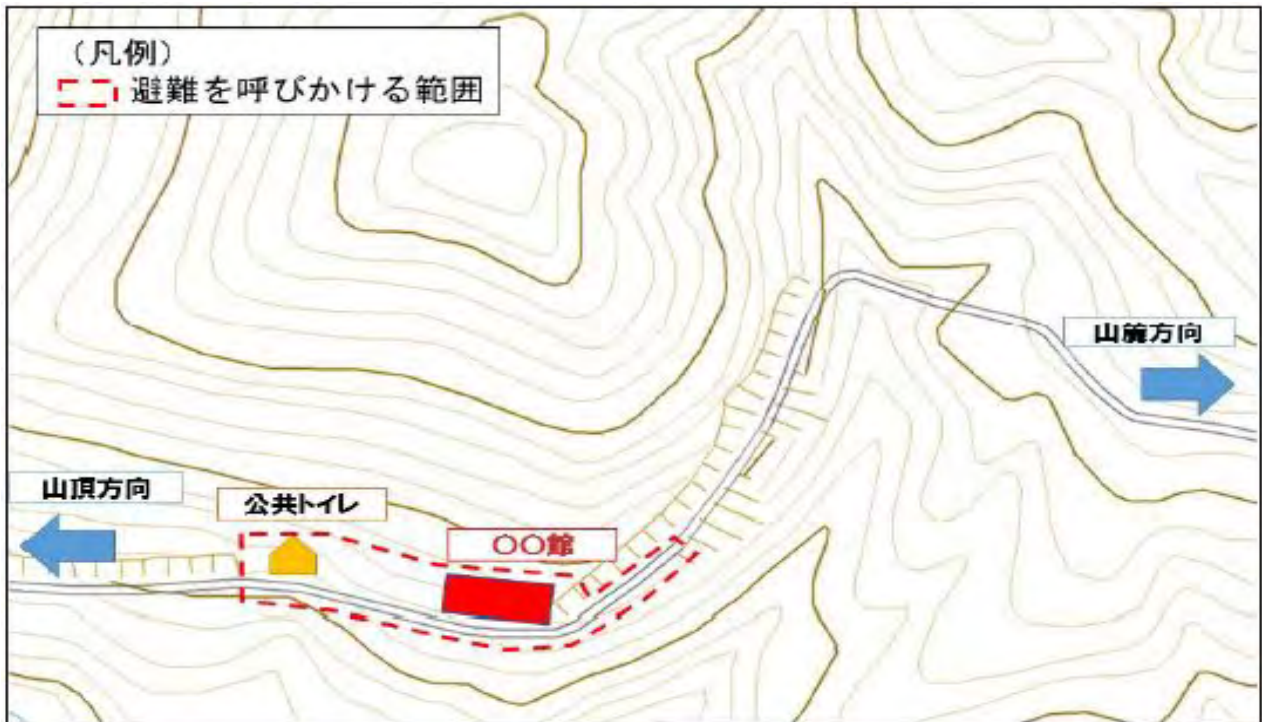 （凡例）
避難を呼びかける範囲
山麓方向
山頂方向
公共トイレ
〇〇館